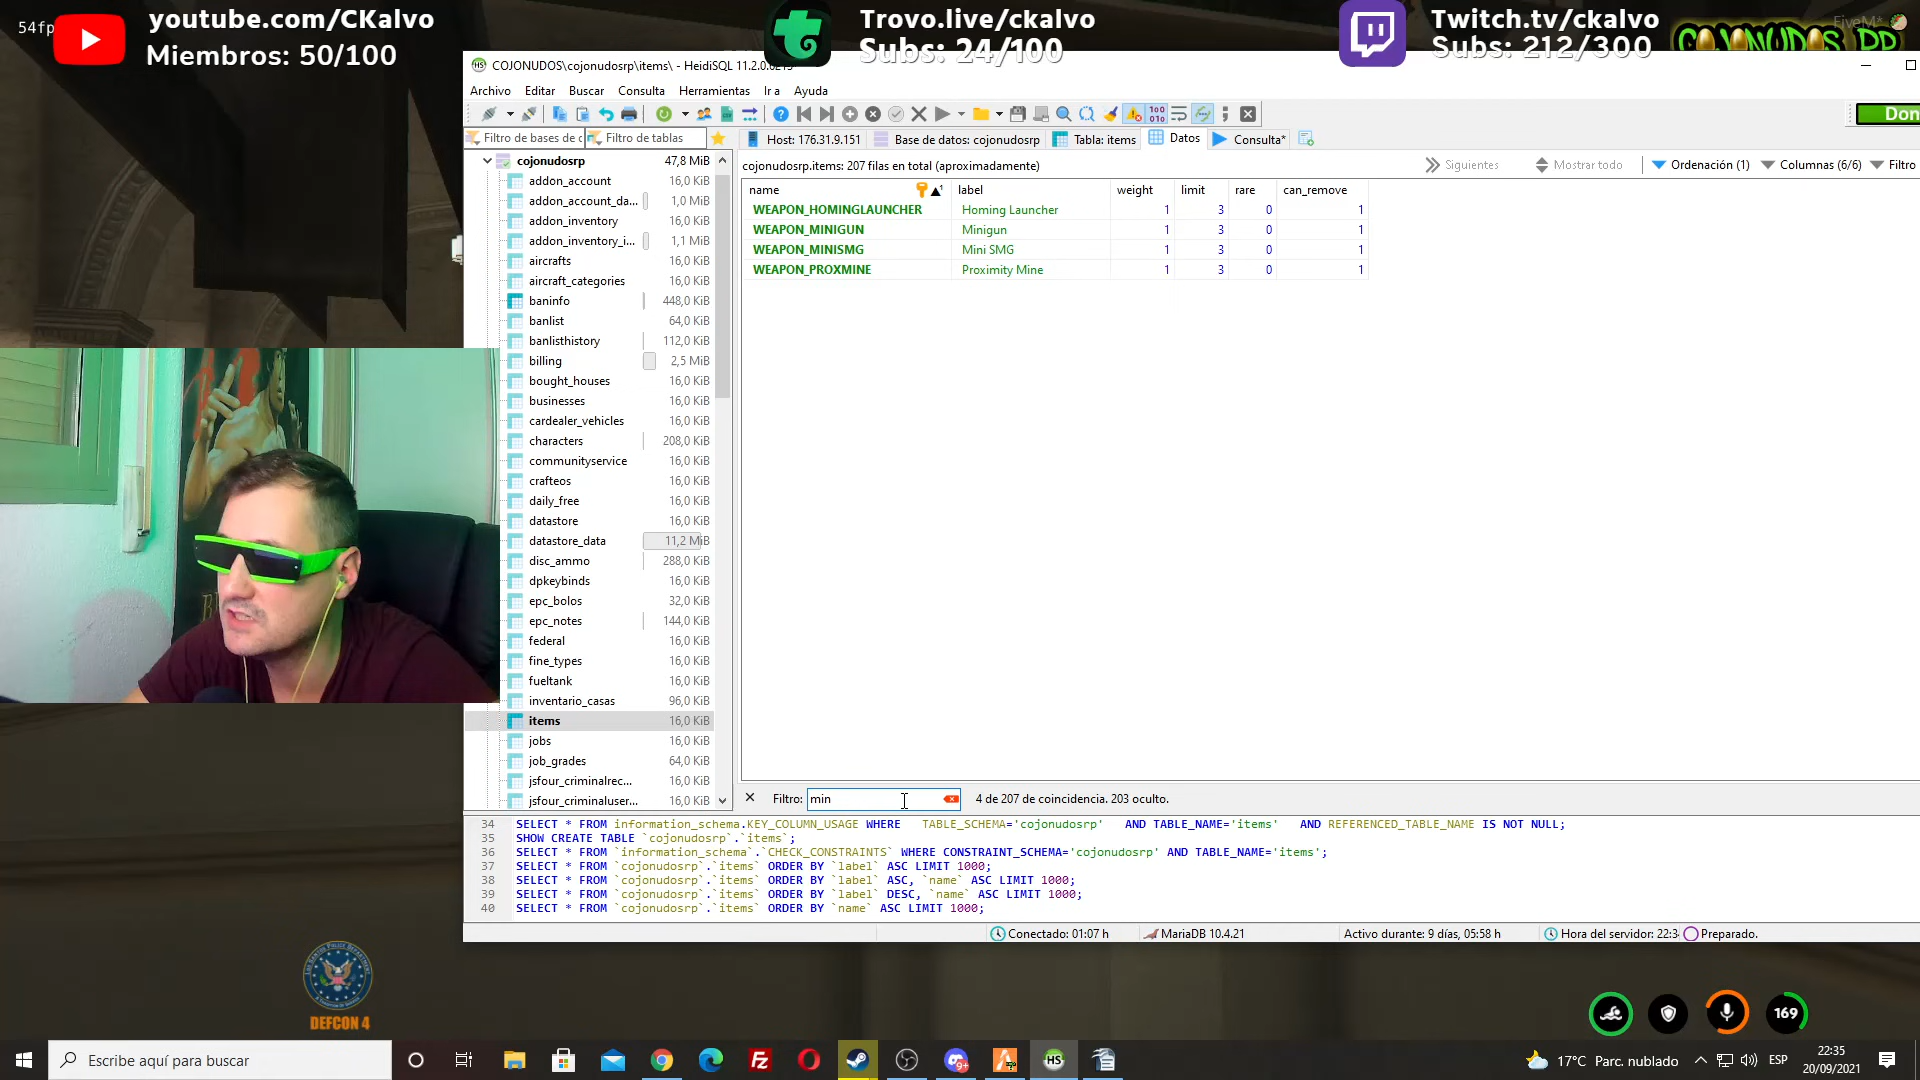 54fp
youtube.com/CKalvo
Miembros: 50/100
Trovo.live/ckalvo
Subs: 24/100
Twitch.tv/ckalvo
Subs: 212/300
FiveM®
COJONUDOS RP
COJONUDOS\cojonudosrp\items\ - HeidiSQL 11.2.0.6213
Archivo Editar Buscar Consulta Herramientas Ir a Ayuda
Don
Filtro de bases de c Filtro de tablas
Host: 176.31.9.151 Base de datos: cojonudosrp Tabla: items Datos Consulta*
cojonudosrp.items: 207 filas en total (aproximadamente)
Siguientes Mostrar todo Ordenación (1) Columnas (6/6) Filtro
cojonudosrp 47,8 MiB
addon_account 16,0 KiB
addon_account_da... 1,0 MiB
addon_inventory 16,0 KiB
addon_inventory_i... 1,1 MiB
aircrafts 16,0 KiB
aircraft_categories 16,0 KiB
baninfo 448,0 KiB
banlist 64,0 KiB
banlisthistory 112,0 KiB
billing 2,5 MiB
bought_houses 16,0 KiB
businesses 16,0 KiB
cardealer_vehicles 16,0 KiB
characters 208,0 KiB
communityservice 16,0 KiB
crafteos 16,0 KiB
daily_free 16,0 KiB
datastore 16,0 KiB
datastore_data 11,2 MiB
disc_ammo 288,0 KiB
dpkeybinds 16,0 KiB
epc_bolos 32,0 KiB
epc_notes 144,0 KiB
federal 16,0 KiB
fine_types 16,0 KiB
fueltank 16,0 KiB
inventario_casas 96,0 KiB
items 16,0 KiB
jobs 16,0 KiB
job_grades 64,0 KiB
jsfour_criminalrec... 16,0 KiB
jsfour_criminaluser... 16,0 KiB
name label weight limit rare can_remove
WEAPON_HOMINGLAUNCHER Homing Launcher 1 3 0 1
WEAPON_MINIGUN Minigun 1 3 0 1
WEAPON_MINISMG Mini SMG 1 3 0 1
WEAPON_PROXMINE Proximity Mine 1 3 0 1
Filtro: min 4 de 207 de coincidencia. 203 oculto.
34 SELECT * FROM information_schema.KEY_COLUMN_USAGE WHERE TABLE_SCHEMA='cojonudosrp' AND TABLE_NAME='items' AND REFERENCED_TABLE_NAME IS NOT NULL;
35 SHOW CREATE TABLE `cojonudosrp`.`items`;
36 SELECT * FROM `information_schema`.`CHECK_CONSTRAINTS` WHERE CONSTRAINT_SCHEMA='cojonudosrp' AND TABLE_NAME='items';
37 SELECT * FROM `cojonudosrp`.`items` ORDER BY `label` ASC LIMIT 1000;
38 SELECT * FROM `cojonudosrp`.`items` ORDER BY `label` ASC, `name` ASC LIMIT 1000;
39 SELECT * FROM `cojonudosrp`.`items` ORDER BY `label` DESC, `name` ASC LIMIT 1000;
40 SELECT * FROM `cojonudosrp`.`items` ORDER BY `name` ASC LIMIT 1000;
Conectado: 01:07 h MariaDB 10.4.21 Activo durante: 9 días, 05:58 h Hora del servidor: 22:3 Preparado.
DEFCON 4
169
Escribe aquí para buscar
17°C Parc. nublado ESP
22:35
20/09/2021